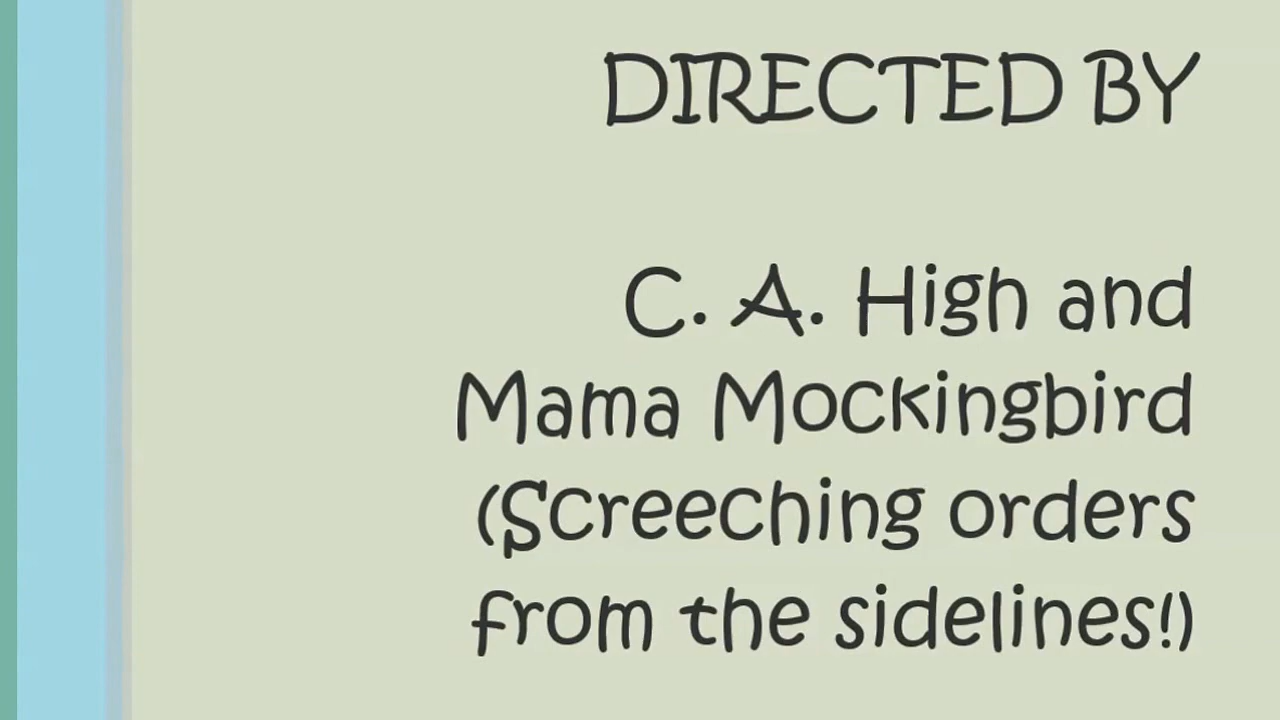 DIRECTED BY
C. A. High and
Mama Mockingbird
(Screeching orders
from the sidelines!)